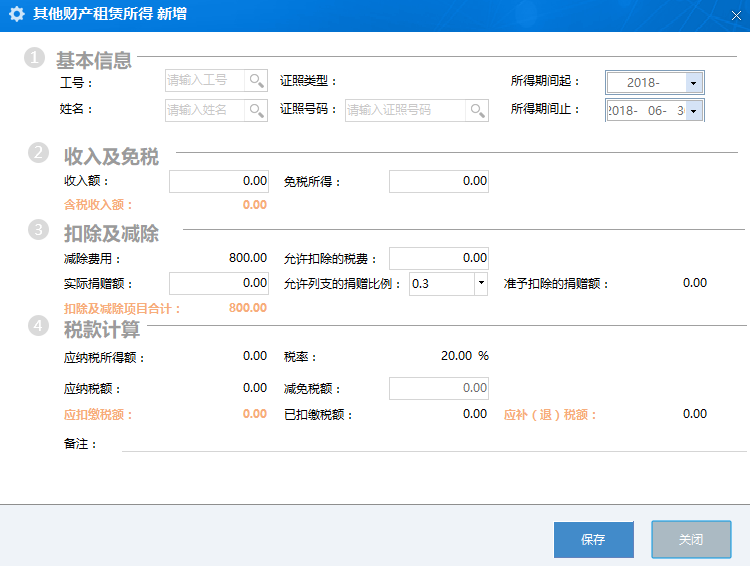 其他财产租赁所得 新增
1 基本信息
工号： 请输入工号 证照类型： 所得期间起： 2018-
姓名： 请输入姓名 证照号码： 请输入证照号码 所得期间止： 2018- 06- 3
2 收入及免税
收入额： 0.00 免税所得： 0.00
含税收入额： 0.00
3 扣除及减除
减除费用： 800.00 允许扣除的税费： 0.00
实际捐赠额： 0.00 允许列支的捐赠比例： 0.3 准予扣除的捐赠额： 0.00
扣除及减除项目合计： 800.00
4 税款计算
应纳税所得额： 0.00 税率： 20.00 %
应纳税额： 0.00 减免税额： 0.00
应扣缴税额： 0.00 已扣缴税额： 0.00 应补（退）税额： 0.00
备注：
保存 关闭